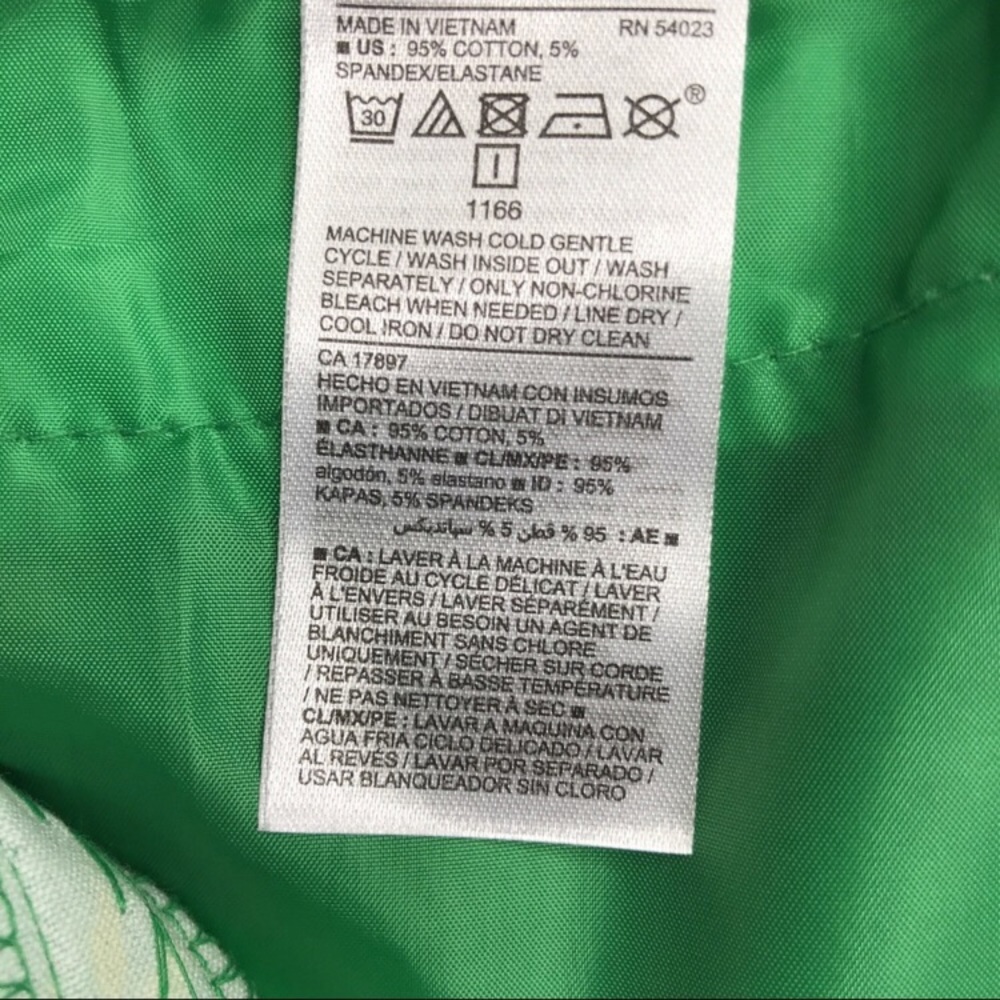 MADE IN VIETNAM RN 54023
■ US : 95% COTTON, 5%
SPANDEX/ELASTANE
30 ®
1166
MACHINE WASH COLD GENTLE
CYCLE / WASH INSIDE OUT / WASH
SEPARATELY / ONLY NON-CHLORINE
BLEACH WHEN NEEDED / LINE DRY /
COOL IRON / DO NOT DRY CLEAN
CA 17897
HECHO EN VIETNAM CON INSUMOS
IMPORTADOS / DIBUAT DI VIETNAM
■ CA : 95% COTON, 5%
ÉLASTHANNE ■ CL/MX/PE : 95%
algodón, 5% elastano ■ ID : 95%
KAPAS, 5% SPANDEKS
■ AE : 95 % قطن 5 % سباندیكس
■ CA : LAVER À LA MACHINE À L'EAU
FROIDE AU CYCLE DÉLICAT / LAVER
À L'ENVERS / LAVER SÉPARÉMENT /
UTILISER AU BESOIN UN AGENT DE
BLANCHIMENT SANS CHLORE
UNIQUEMENT / SÉCHER SUR CORDE
/ REPASSER À BASSE TEMPÉRATURE
/ NE PAS NETTOYER À SEC ■
CL/MX/PE : LAVAR A MAQUINA CON
AGUA FRIA CICLO DELICADO / LAVAR
AL REVÉS / LAVAR POR SEPARADO /
USAR BLANQUEADOR SIN CLORO